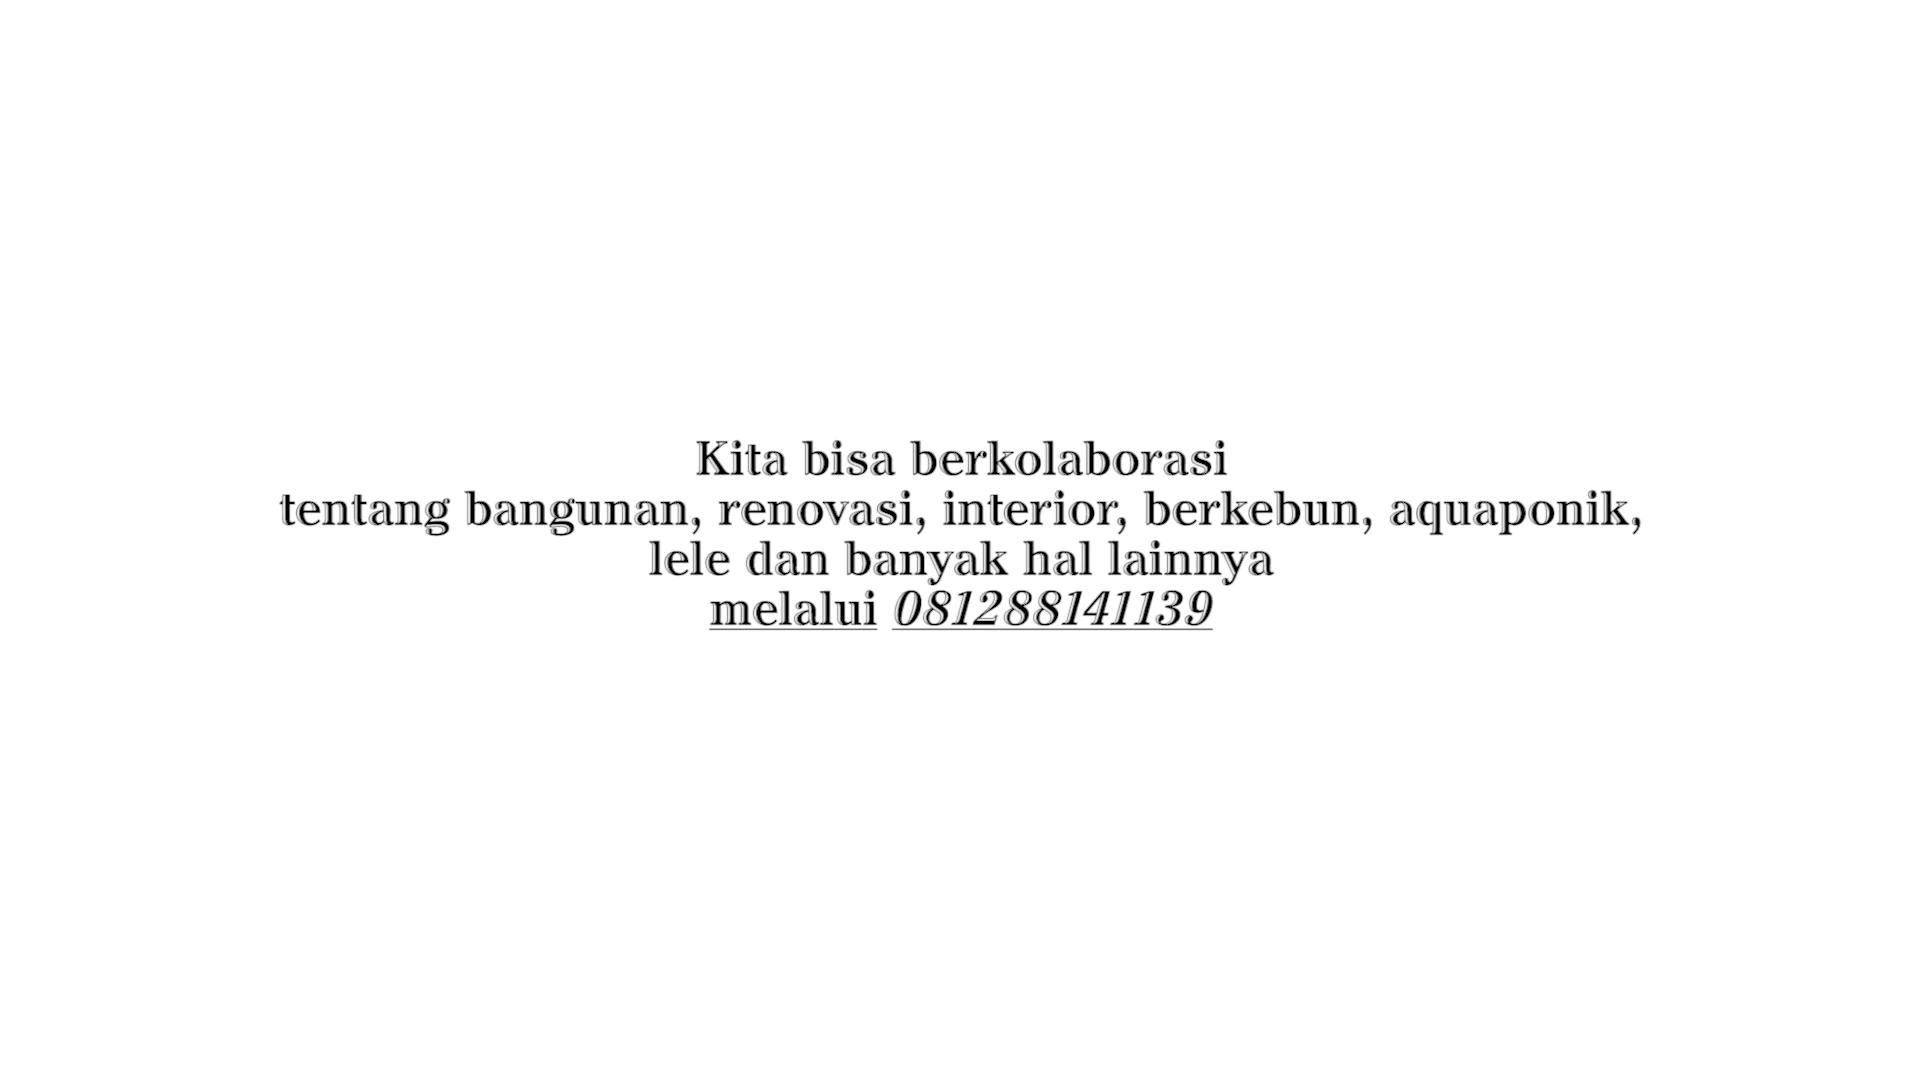 Kita bisa berkolaborasi
tentang bangunan, renovasi, interior, berkebun, aquaponik,
lele dan banyak hal lainnya
melalui 081288141139